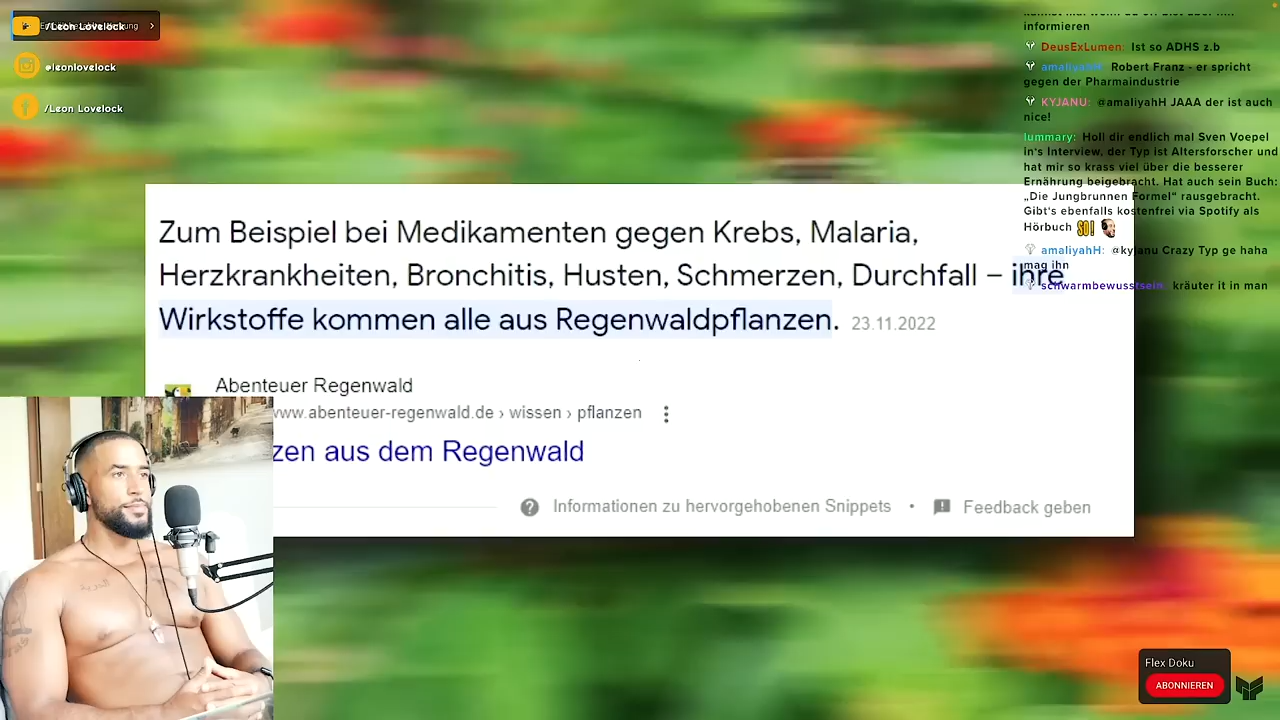 /Leon Lovelock
@leonlovelock
/Leon Lovelock
informieren
DeusExLumen: Ist so ADHS z.b
amaliyahH: Robert Franz - er spricht
gegen der Pharmaindustrie
KYJANU: @amaliyahH JAAA der ist auch
nice!
lummary: Holl dir endlich mal Sven Voepel
in's Interview, der Typ ist Altersforscher und
hat mir so krass viel über die besserer
Ernährung beigebracht. Hat auch sein Buch:
„Die Jungbrunnen Formel“ rausgebracht.
Gibt's ebenfalls kostenfrei via Spotify als
Hörbuch SO!
amaliyahH: @kyjanu Crazy Typ ge haha
mag ihn
schwarmbewusstsein: kräuter it in man
Zum Beispiel bei Medikamenten gegen Krebs, Malaria,
Herzkrankheiten, Bronchitis, Husten, Schmerzen, Durchfall – ihre
Wirkstoffe kommen alle aus Regenwaldpflanzen. 23.11.2022
Abenteuer Regenwald
www.abenteuer-regenwald.de › wissen › pflanzen
zen aus dem Regenwald
Informationen zu hervorgehobenen Snippets • Feedback geben
Flex Doku
ABONNIEREN